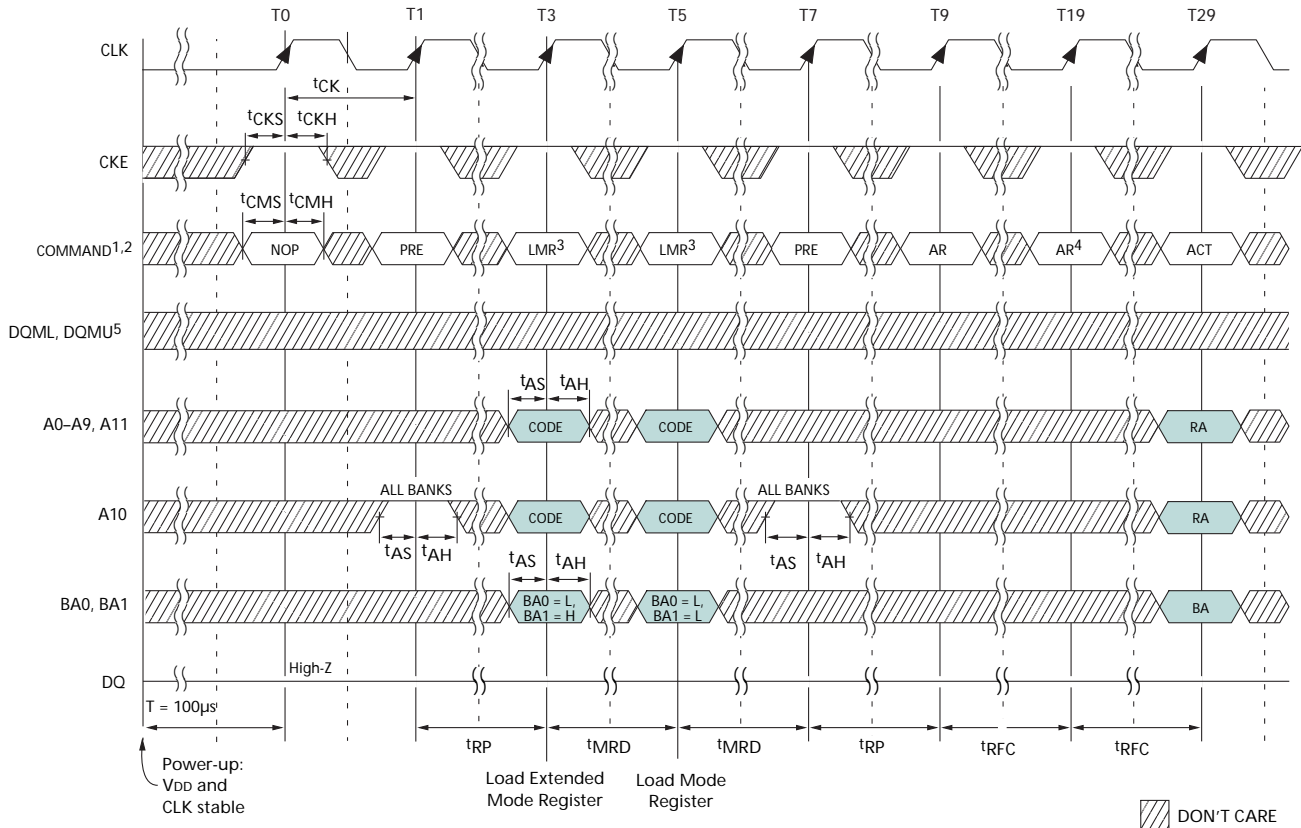 T0 T1 T3 T5 T7 T9 T19 T29
CLK
tCK
tCKS tCKH
CKE
tCMS tCMH
COMMAND1,2 NOP PRE LMR3 LMR3 PRE AR AR4 ACT
DQML, DQMU5
tAS tAH
A0–A9, A11 CODE CODE RA
ALL BANKS ALL BANKS
A10 CODE CODE RA
tAS tAH tAS tAH
tAS tAH
BA0, BA1 BA0 = L, BA1 = H BA0 = L, BA1 = L BA
High-Z
DQ
T = 100µs
tRP tMRD tMRD tRP tRFC tRFC
Power-up:
VDD and
CLK stable
Load Extended
Mode Register
Load Mode
Register
DON'T CARE